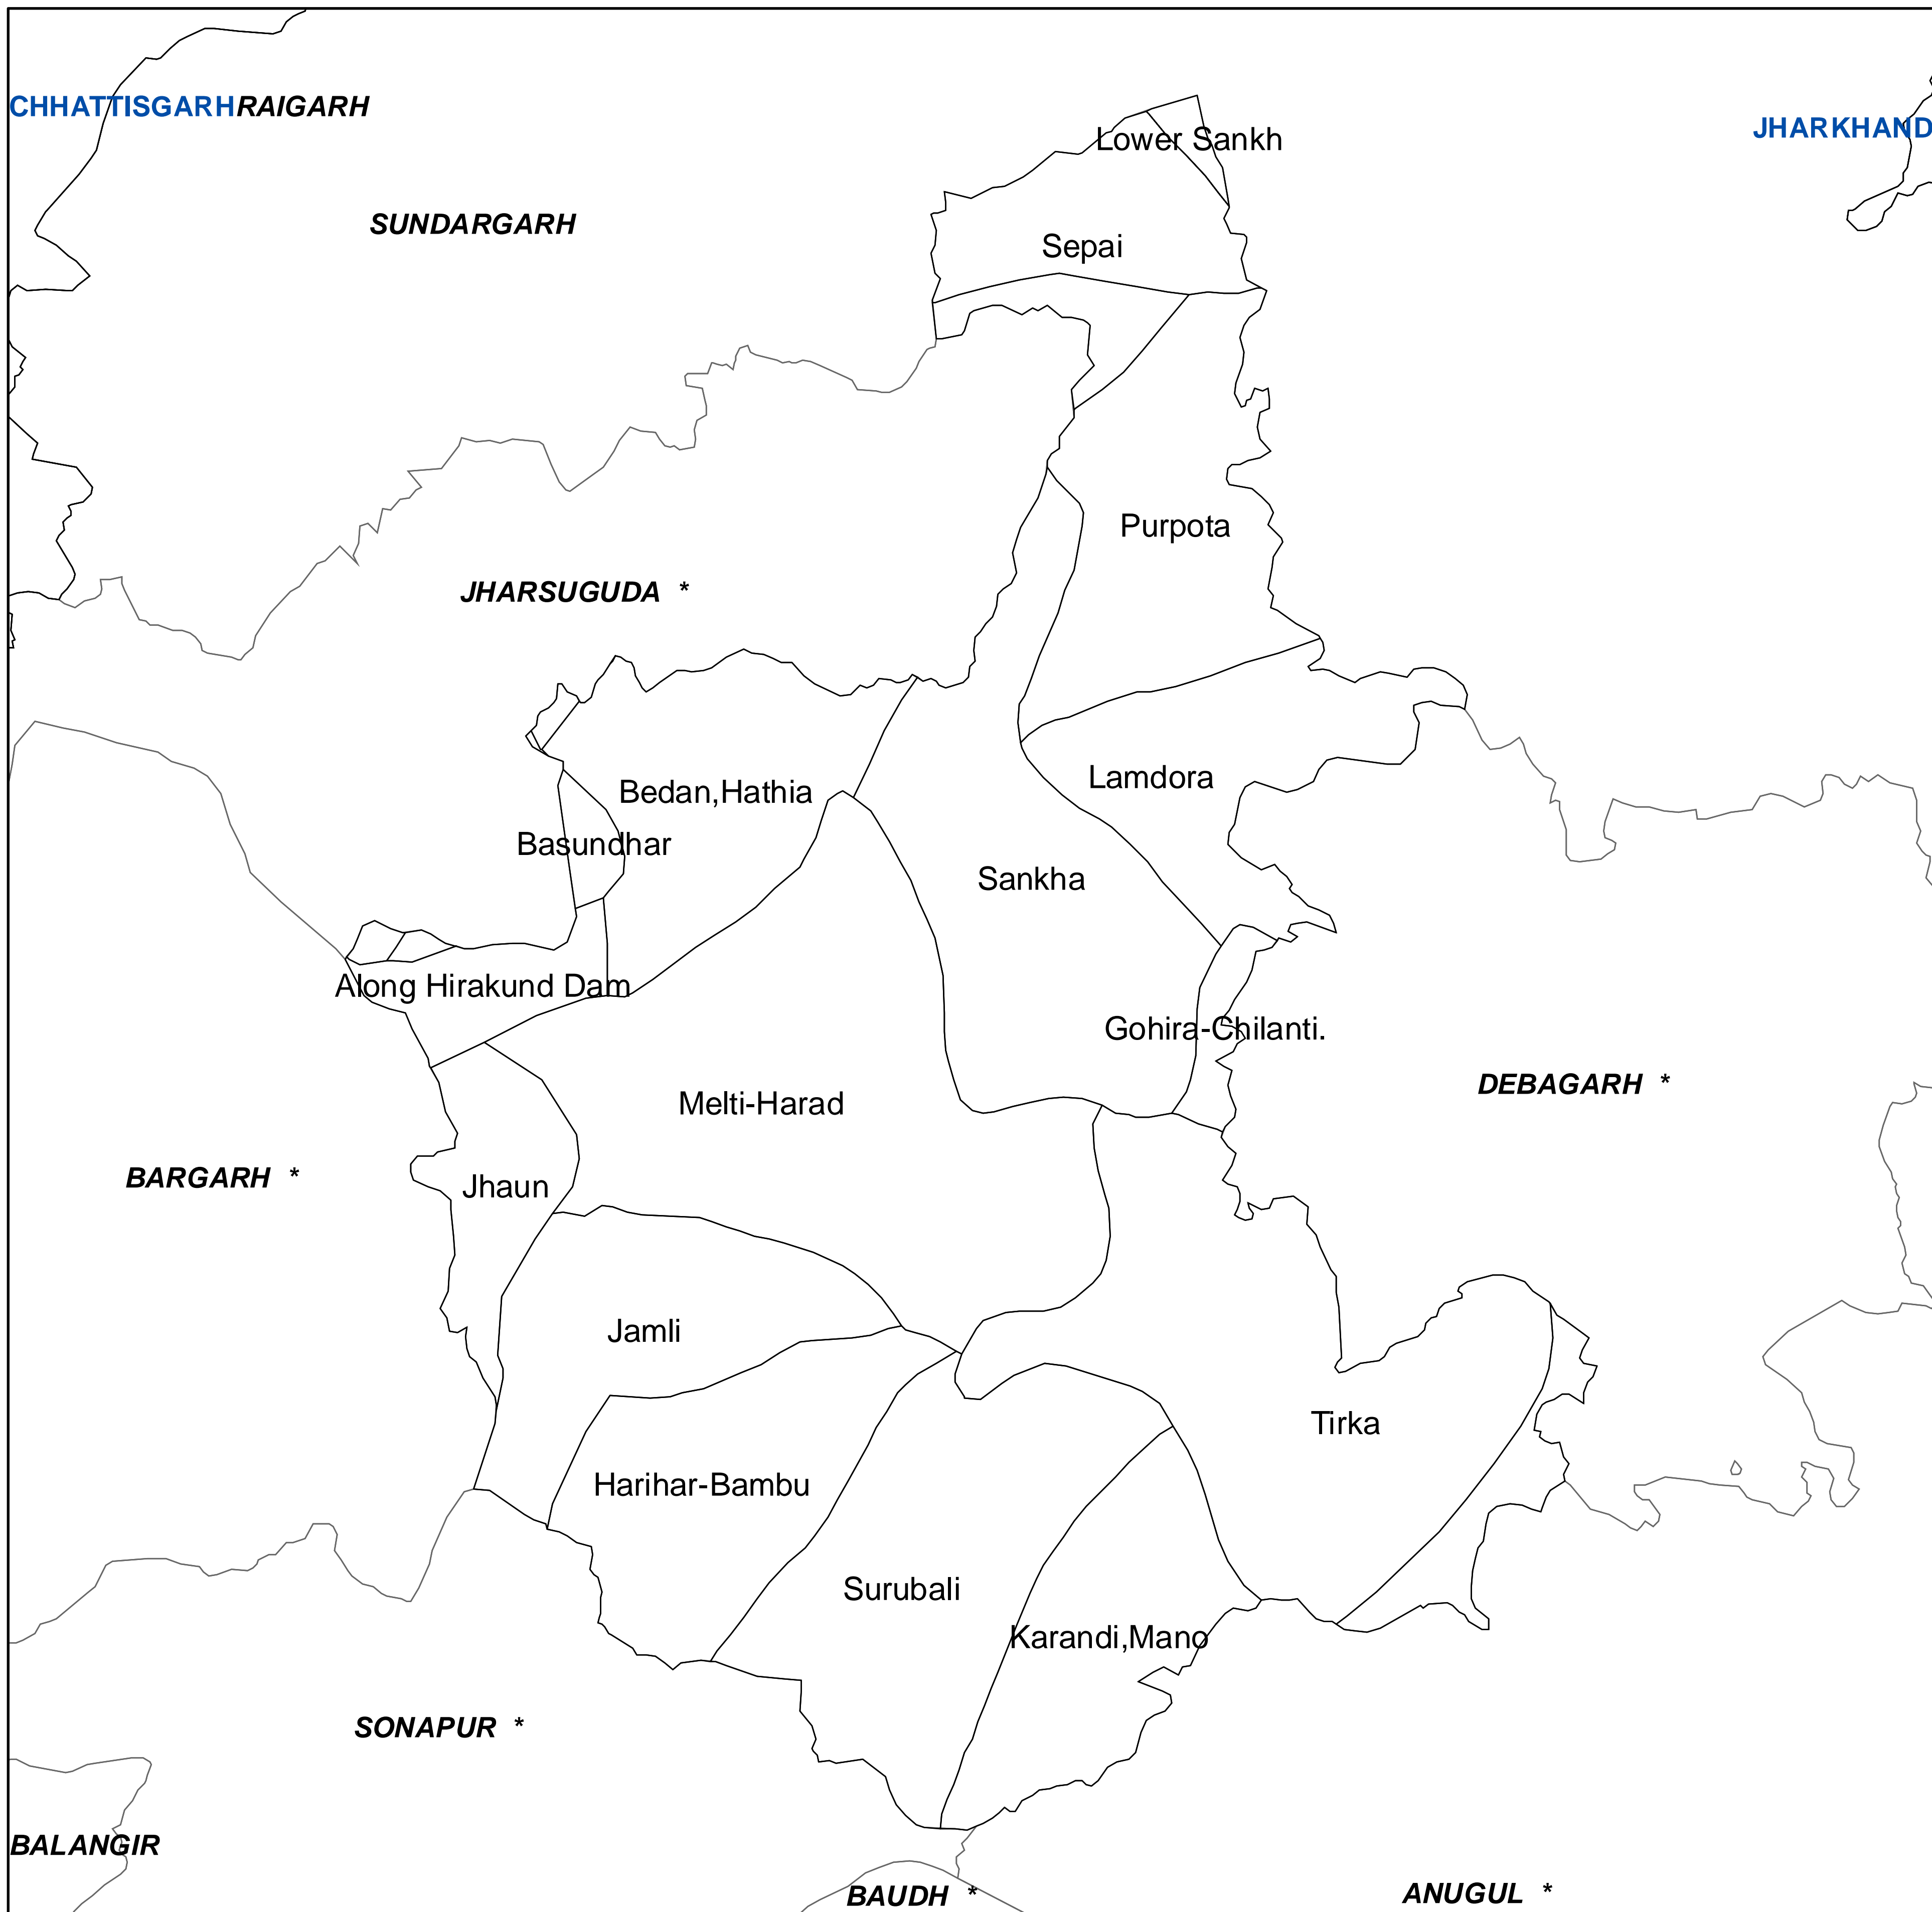 CHHATTISGARH RAIGARH
JHARKHAND
Lower Sankh
SUNDARGARH
Sepai
Purpota
JHARSUGUDA *
Lamdora
Bedan,Hathia
Basundhar
Sankha
Along Hirakund Dam
Gohira-Chilanti.
DEBAGARH *
Melti-Harad
BARGARH *
Jhaun
Jamli
Tirka
Harihar-Bambu
Surubali
Karandi,Mano
SONAPUR *
BALANGIR
BAUDH *
ANUGUL *